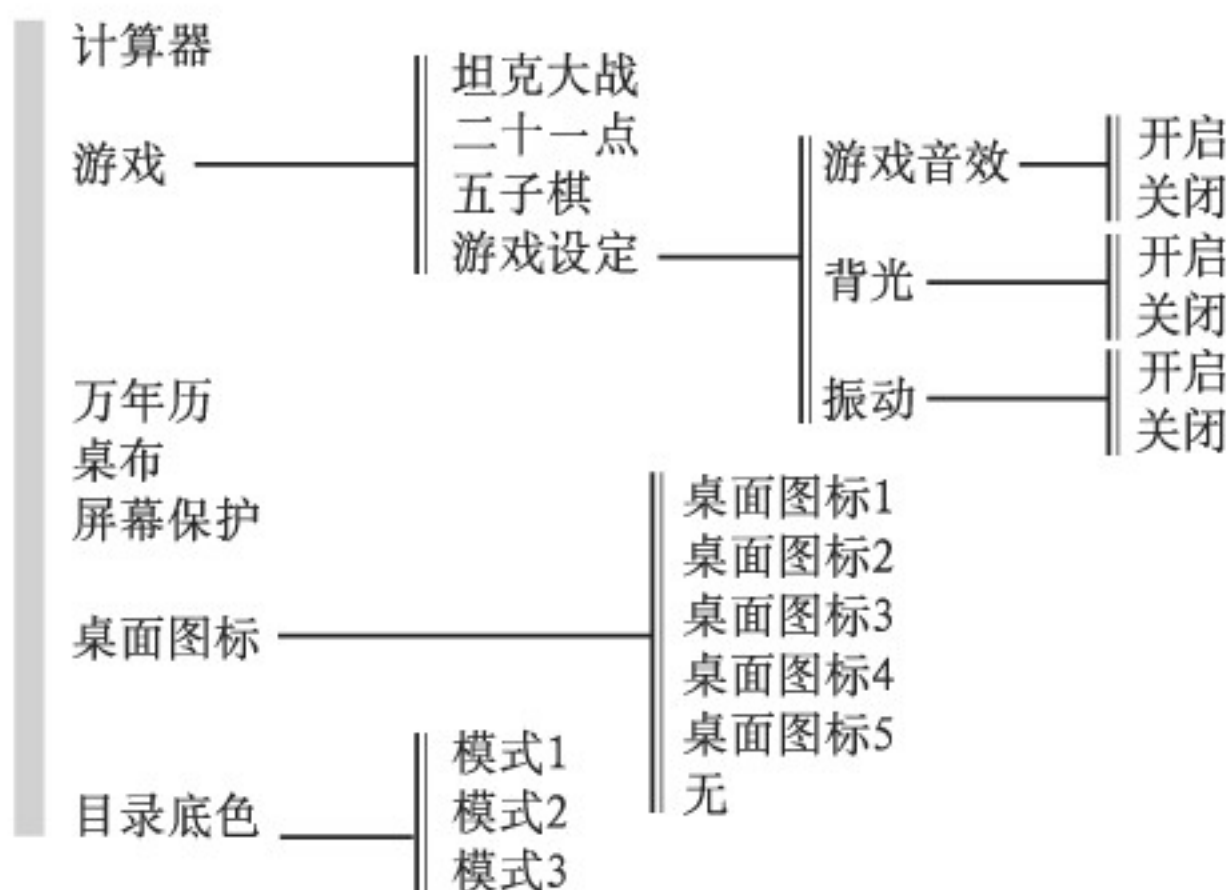 计算器
游戏
坦克大战
二十一点
五子棋
游戏设定
游戏音效
开启
关闭
背光
开启
关闭
振动
开启
关闭
万年历
桌布
屏幕保护
桌面图标
桌面图标1
桌面图标2
桌面图标3
桌面图标4
桌面图标5
无
目录底色
模式1
模式2
模式3